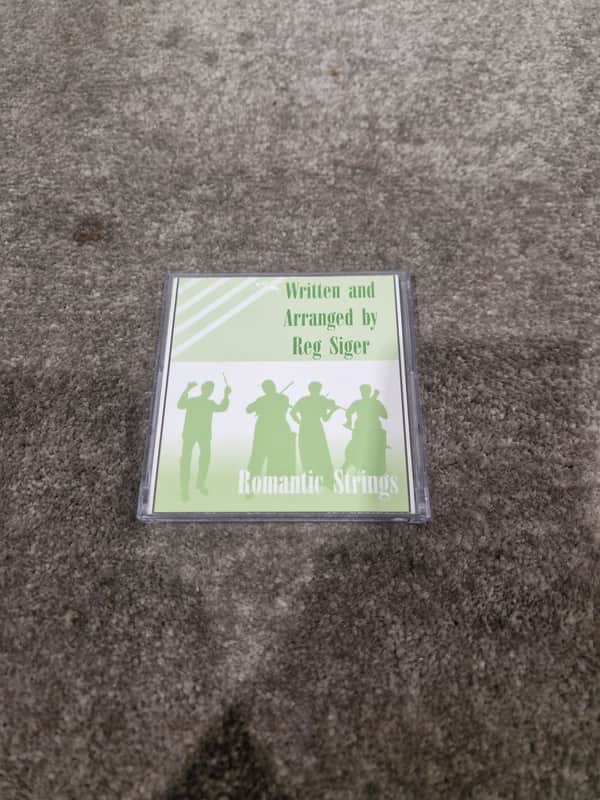 Written and
Arranged by
Reg Siger
Romantic Strings